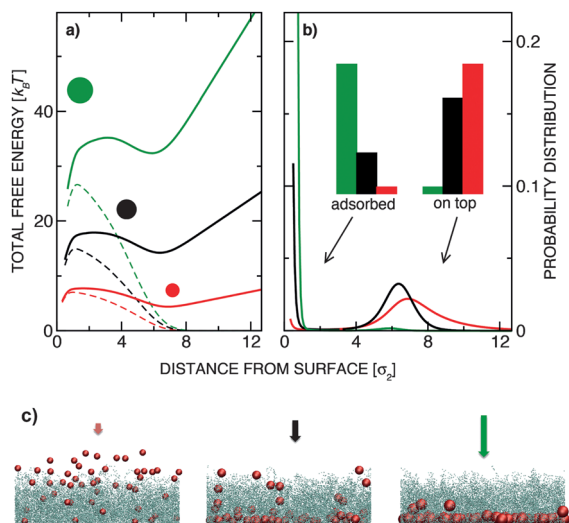 a)
b)
TOTAL FREE ENERGY [k_BT]
40
20
0
0 4 8 12
0.2
0.1
0
0 4 8 12
PROBABILITY DISTRIBUTION
adsorbed
on top
DISTANCE FROM SURFACE [σ₂]
c)